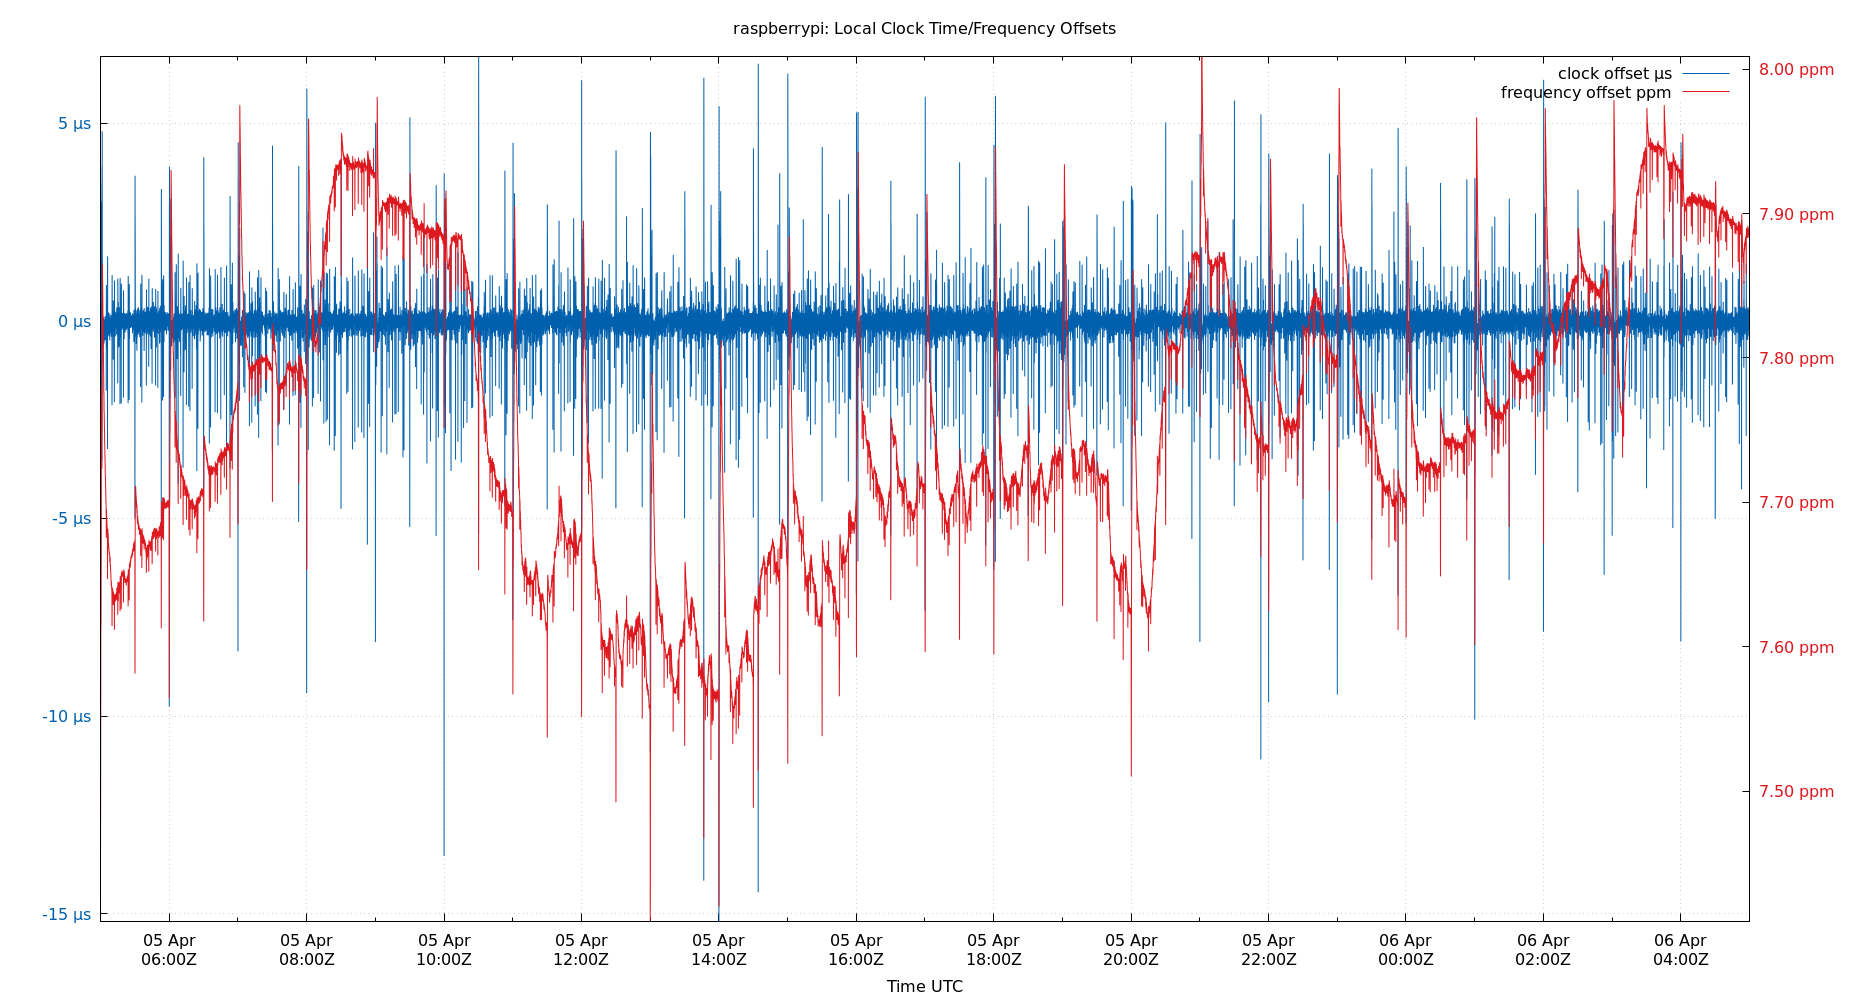 raspberrypi: Local Clock Time/Frequency Offsets
clock offset µs
frequency offset ppm
5 µs
0 µs
-5 µs
-10 µs
-15 µs
8.00 ppm
7.90 ppm
7.80 ppm
7.70 ppm
7.60 ppm
7.50 ppm
05 Apr 05 Apr 05 Apr 05 Apr 05 Apr 05 Apr 05 Apr 05 Apr 05 Apr 06 Apr 06 Apr 06 Apr
06:00Z 08:00Z 10:00Z 12:00Z 14:00Z 16:00Z 18:00Z 20:00Z 22:00Z 00:00Z 02:00Z 04:00Z
Time UTC